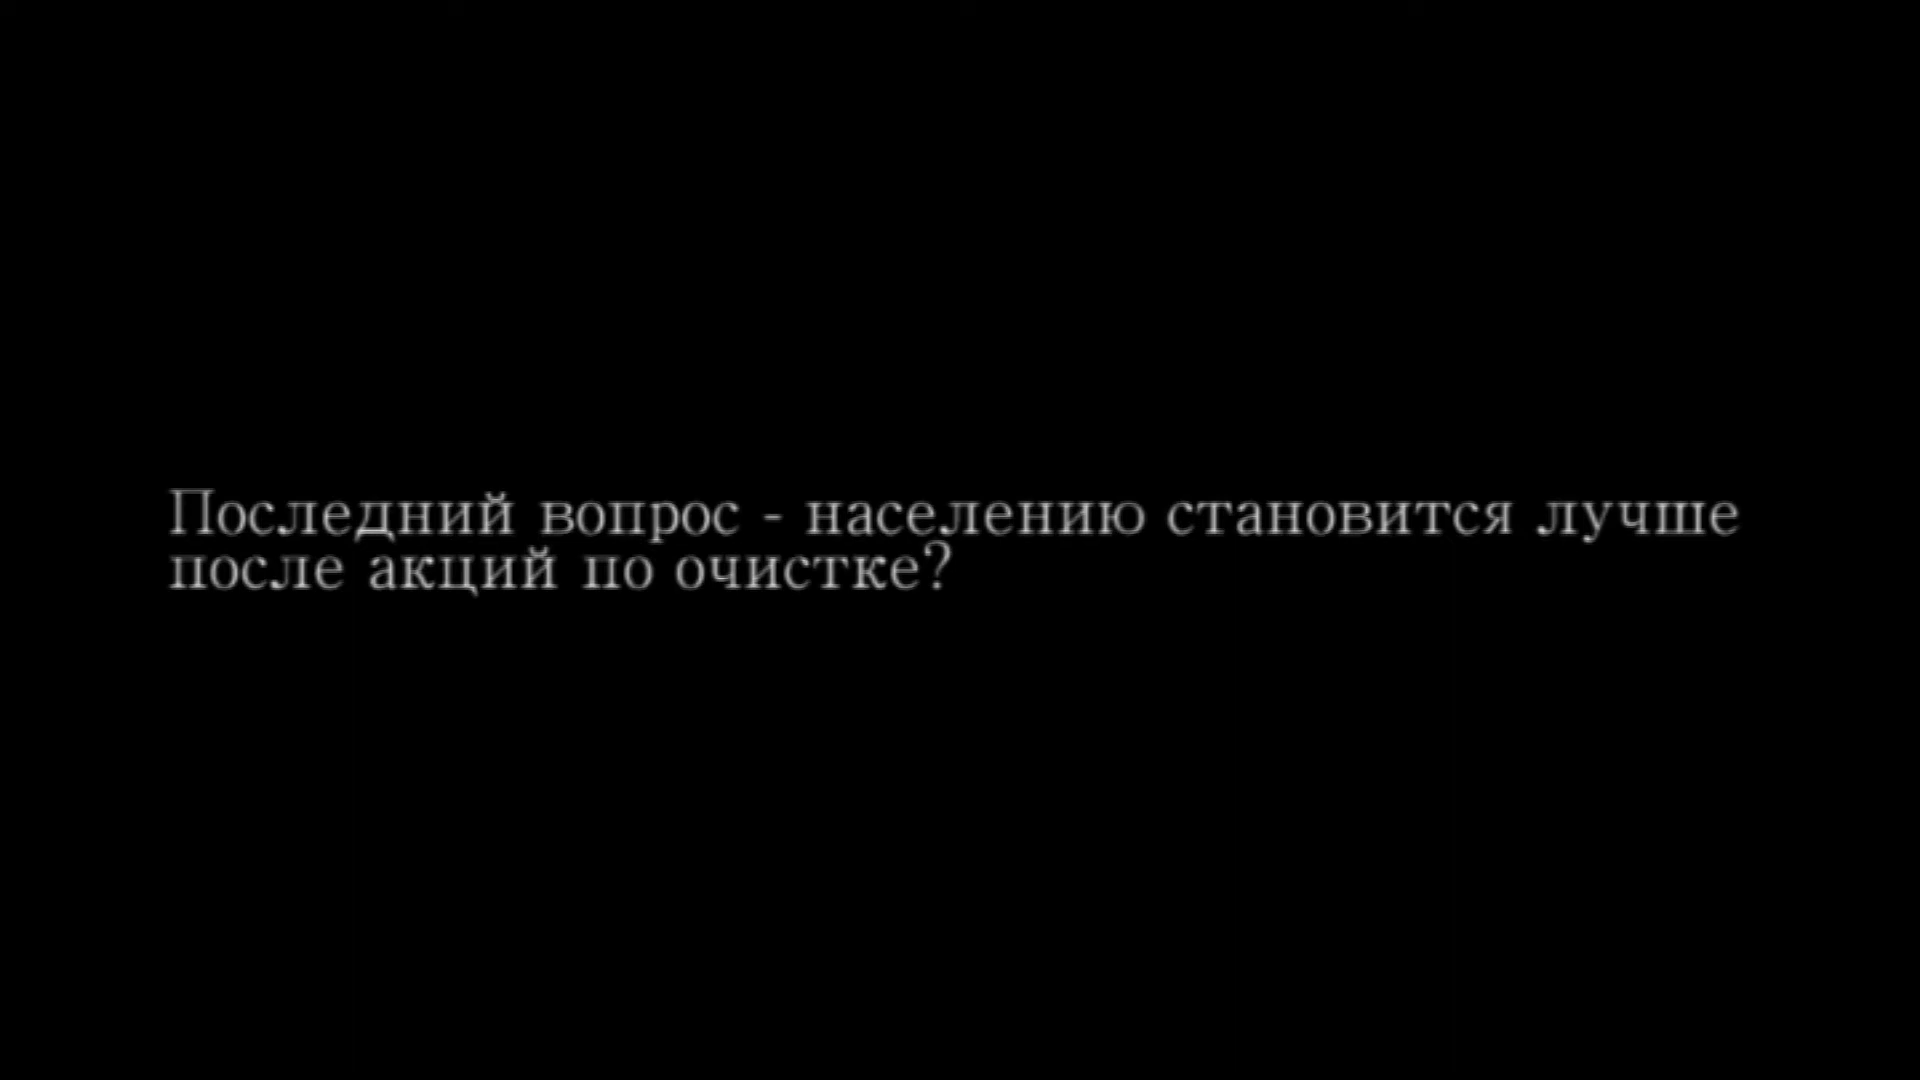 Последний вопрос - населению становится лучше
после акций по очистке?